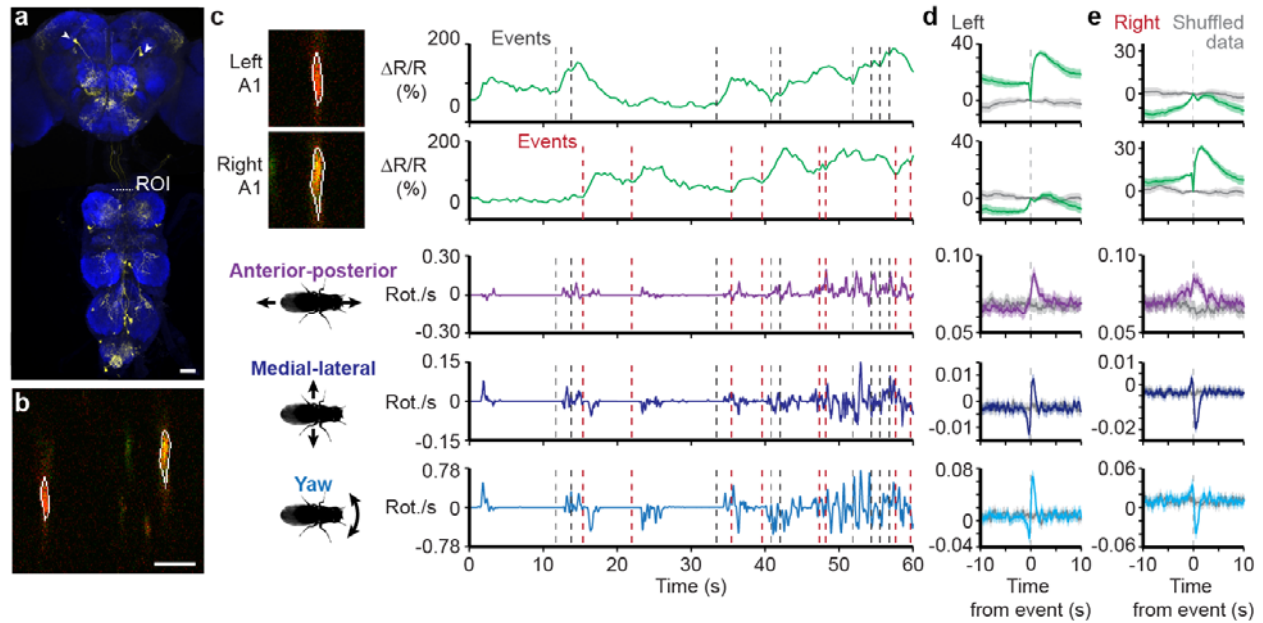 a
ROI
b
c
Left
A1
Right
A1
Events
ΔR/R
(%)
200
0
Events
ΔR/R
(%)
200
0
Anterior-posterior
Rot./s
0.30
0
-0.30
Medial-lateral
Rot./s
0.15
0
-0.15
Yaw
Rot./s
0.78
0
-0.78
0 10 20 30 40 50 60
Time (s)
d Left
40
0
40
0
0.10
0.05
0.01
0
-0.01
0.08
0
-0.04
-10 0 10
Time
from event (s)
e Right Shuffled
data
30
0
30
0
0.10
0.05
0.01
0
-0.02
0.06
0
-0.06
-10 0 10
Time
from event (s)